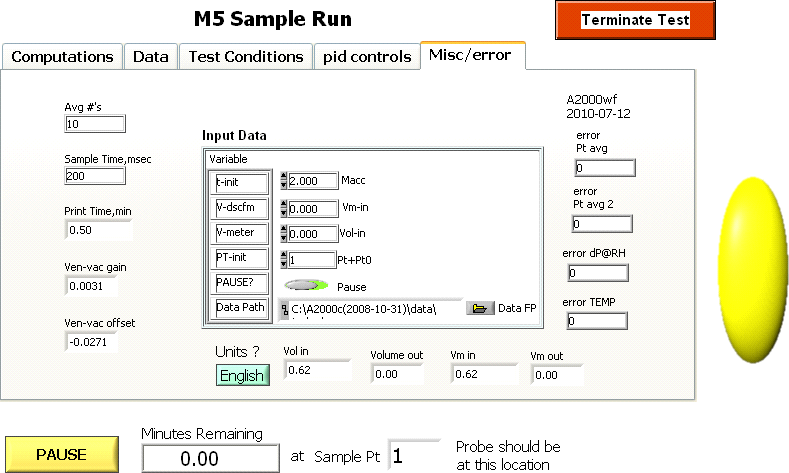 M5 Sample Run
Terminate Test
Computations
Data
Test Conditions
pid controls
Misc/error
Avg #'s
10
Sample Time,msec
200
Print Time,min
0.50
Ven-vac gain
0.0031
Ven-vac offset
-0.0271
Input Data
Variable
t-init
2.000
Macc
V-dscfm
0.000
Vm-in
V-meter
0.000
Vol-in
PT-init
1
Pt+Pt0
PAUSE?
Pause
Data Path
C:\A2000c(2008-10-31)\data\
Data FP
A2000wf
2010-07-12
error
Pt avg
0
error
Pt avg 2
0
error dP@RH
0
error TEMP
0
Units ?
English
Vol in
0.62
Volume out
0.00
Vm in
0.62
Vm out
0.00
PAUSE
Minutes Remaining
0.00
at Sample Pt
1
Probe should be
at this location